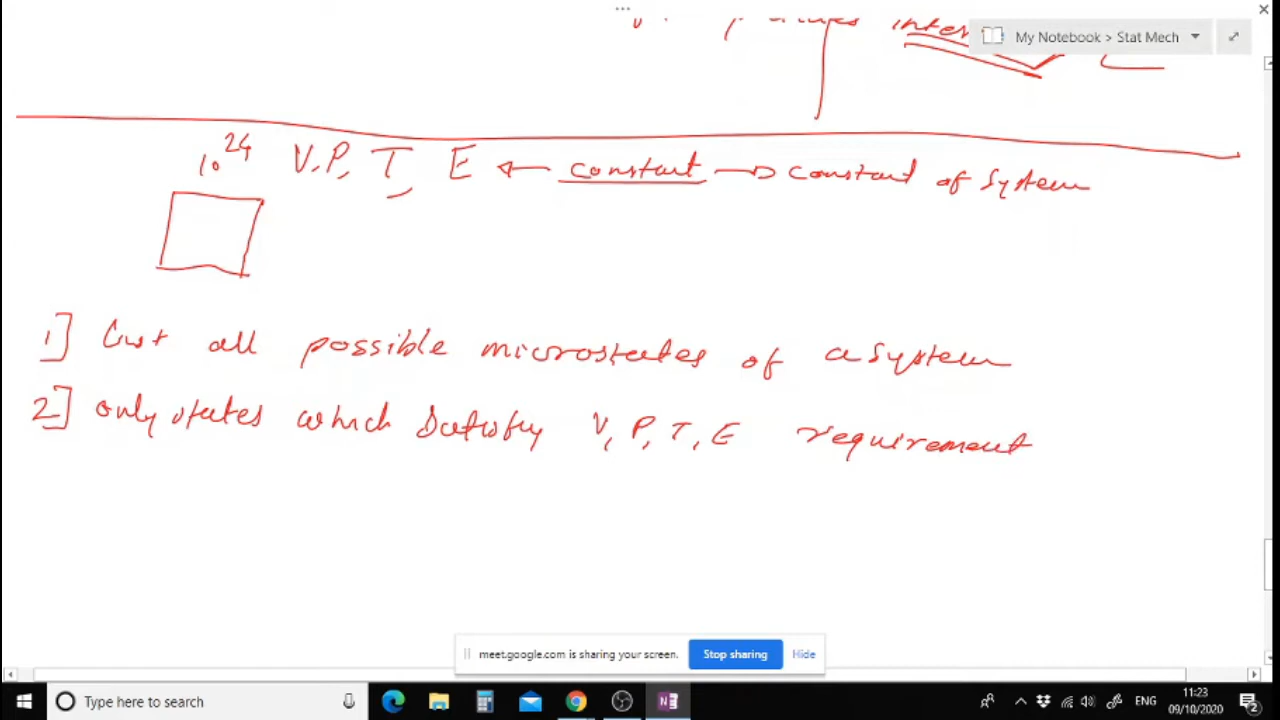 ...
My Notebook > Stat Mech
10²⁴ V, P, T, E ← constant → constant of System
1] List all possible microstates of a System
2] only states which Satisfy V, P, T, E requirement
meet.google.com is sharing your screen. Stop sharing Hide
Type here to search
ENG
11:23
09/10/2020
2